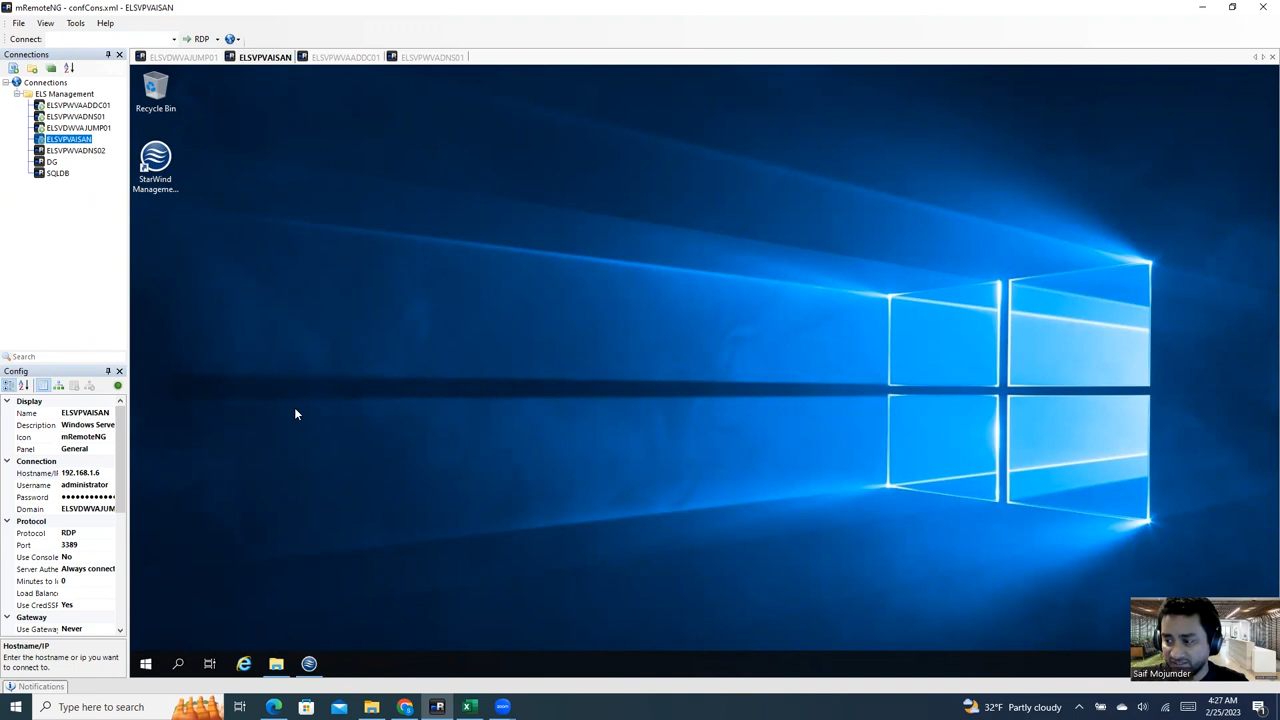 mRemoteNG - confCons.xml - ELSVPVAISAN
File View Tools Help
Connect: RDP
Connections
ELSVDWVAJUMP01 ELSVPVAISAN ELSVPWVAADDC01 ELSVPWVADNS01
Connections
ELS Management
ELSVPWVAADDC01
ELSVPWVADNS01
ELSVDWVAJUMP01
ELSVPVAISAN
ELSVPWVADNS02
DG
SQLDB
Recycle Bin
StarWind
Manageme...
Search
Config
Display
Name ELSVPVAISAN
Description Windows Serve
Icon mRemoteNG
Panel General
Connection
Hostname/IP 192.168.1.6
Username administrator
Password ●●●●●●●●●●●●
Domain ELSVDWVAJUM
Protocol
Protocol RDP
Port 3389
Use Console No
Server Authe Always connect
Minutes to I 0
Load Balanc
Use CredSSP Yes
Gateway
Use Gateway Never
Hostname/IP
Enter the hostname or ip you want
to connect to.
Notifications
Saif Mojumder
Type here to search
32°F Partly cloudy
4:27 AM
2/25/2023